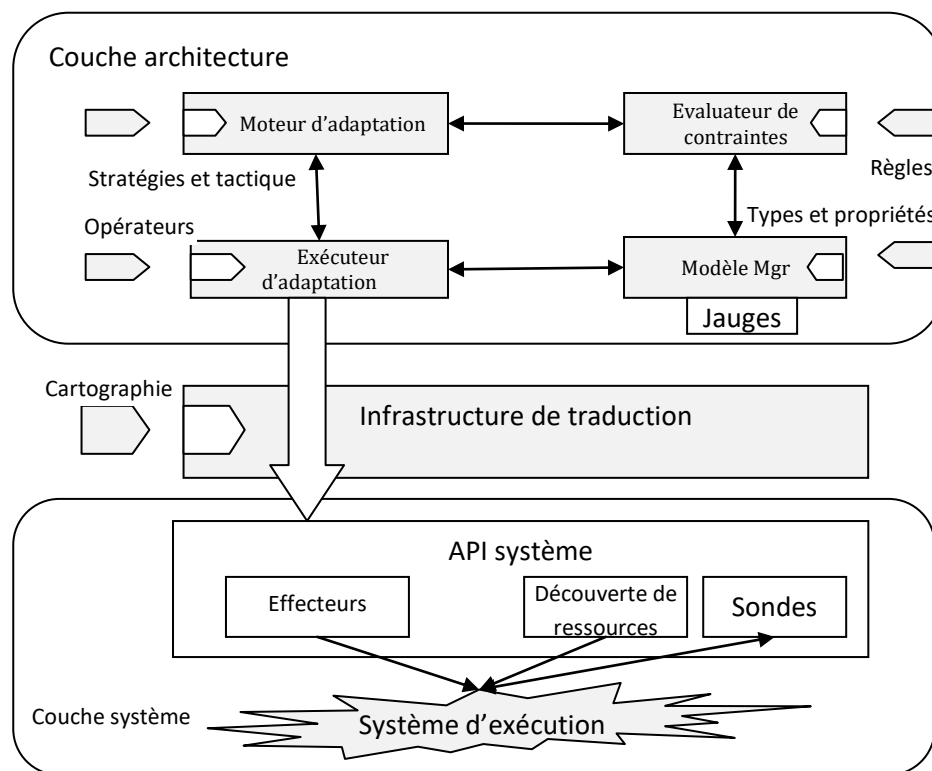 Couche architecture
Moteur d'adaptation
Evaluateur de
contraintes
Stratégies et tactique
Règles
Opérateurs
Types et propriétés
Exécuteur
d'adaptation
Modèle Mgr
Jauges
Cartographie
Infrastructure de traduction
API système
Effecteurs
Découverte de
ressources
Sondes
Couche système
Système d'exécution